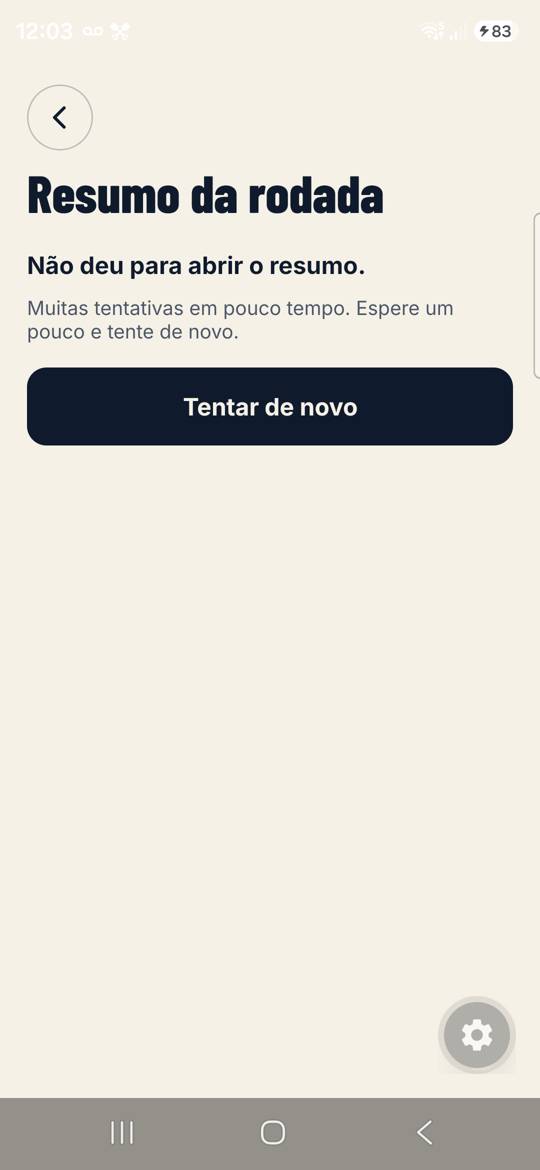 12:03
83
Resumo da rodada
Não deu para abrir o resumo.
Muitas tentativas em pouco tempo. Espere um
pouco e tente de novo.
Tentar de novo